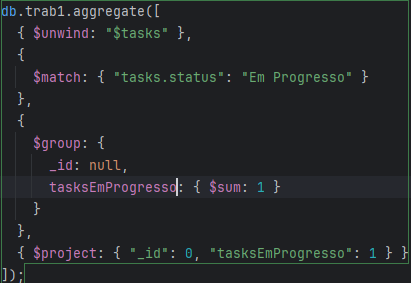 db.trab1.aggregate([
  { $unwind: "$tasks" },
  {
    $match: { "tasks.status": "Em Progresso" }
  },
  {
    $group: {
      _id: null,
      tasksEmProgresso: { $sum: 1 }
    }
  },
  { $project: { "_id": 0, "tasksEmProgresso": 1 } }
]);